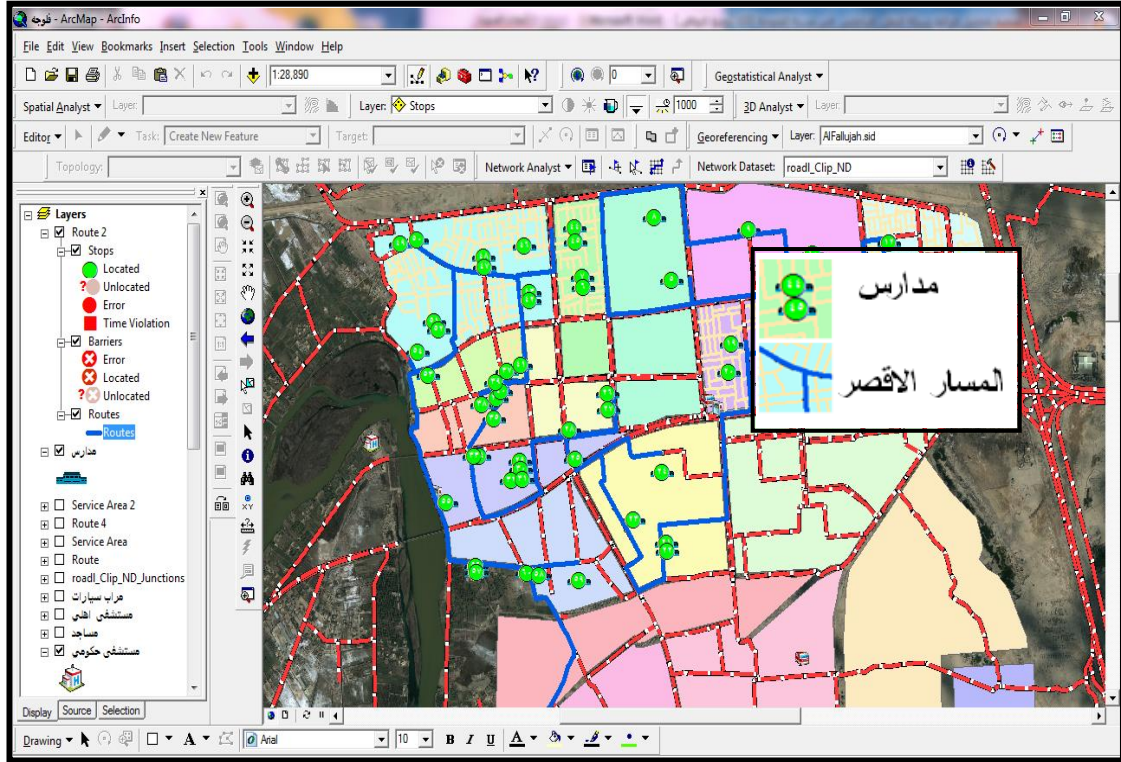 فلوجه - ArcMap - ArcInfo
File Edit View Bookmarks Insert Selection Tools Window Help
1:28,890 0 Geostatistical Analyst
Spatial Analyst Layer: Layer: Stops 1000 3D Analyst Layer:
Editor Task: Create New Feature Target: Georeferencing Layer: AlFallujah.sid
Topology: Network Analyst Network Dataset: roadl_Clip_ND
Layers
Route 2
Stops
Located
? Unlocated
Error
Time Violation
Barriers
Error
Located
? Unlocated
Routes
Routes
مدارس
Service Area 2
Route 4
Service Area
Route
roadl_Clip_ND_Junctions
مراب سيارات
مستشفى اهلي
مساجد
مستشفى حكومي
مدارس
المسار الاقصر
Display Source Selection
Drawing A Arial 10 B I U A